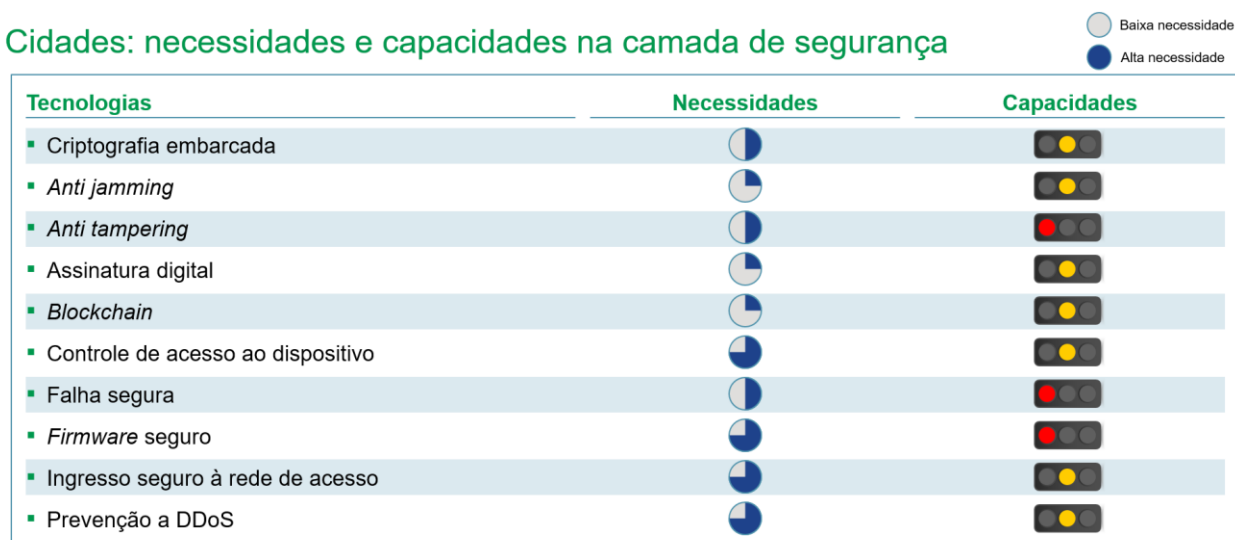 Cidades: necessidades e capacidades na camada de segurança
Baixa necessidade
Alta necessidade
Tecnologias Necessidades Capacidades
Criptografia embarcada
Anti jamming
Anti tampering
Assinatura digital
Blockchain
Controle de acesso ao dispositivo
Falha segura
Firmware seguro
Ingresso seguro à rede de acesso
Prevenção a DDoS